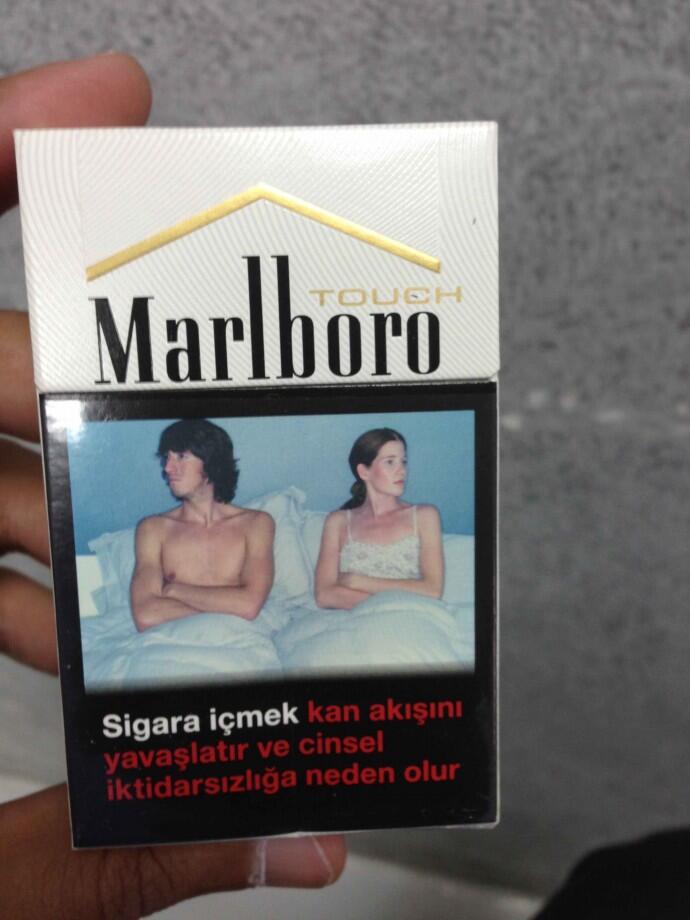 TOUCH
Marlboro
Sigara içmek kan akışını
yavaşlatır ve cinsel
iktidarsızlığa neden olur